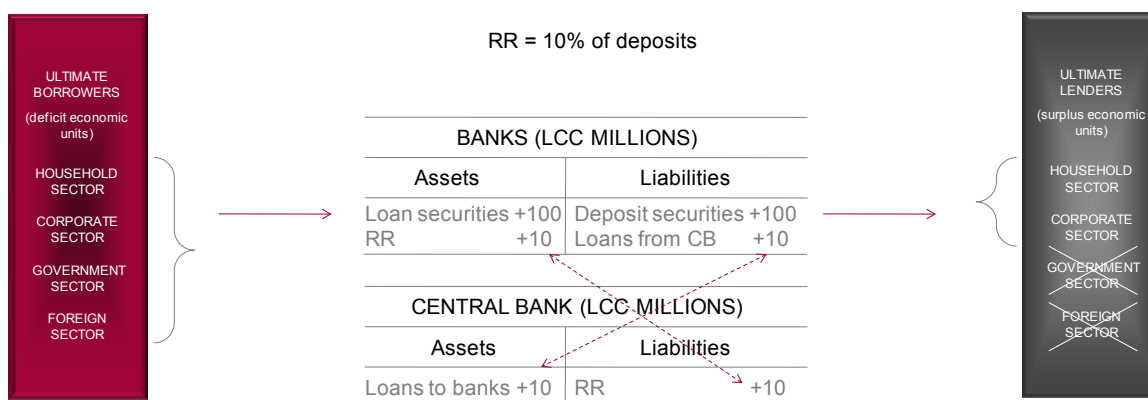 RR = 10% of deposits
ULTIMATE
BORROWERS
(deficit economic
units)
HOUSEHOLD
SECTOR
CORPORATE
SECTOR
GOVERNMENT
SECTOR
FOREIGN
SECTOR
BANKS (LCC MILLIONS)
Assets Liabilities
Loan securities +100 Deposit securities +100
RR +10 Loans from CB +10
CENTRAL BANK (LCC MILLIONS)
Assets Liabilities
Loans to banks +10 RR +10
ULTIMATE
LENDERS
(surplus economic
units)
HOUSEHOLD
SECTOR
CORPORATE
SECTOR
GOVERNMENT
SECTOR
FOREIGN
SECTOR